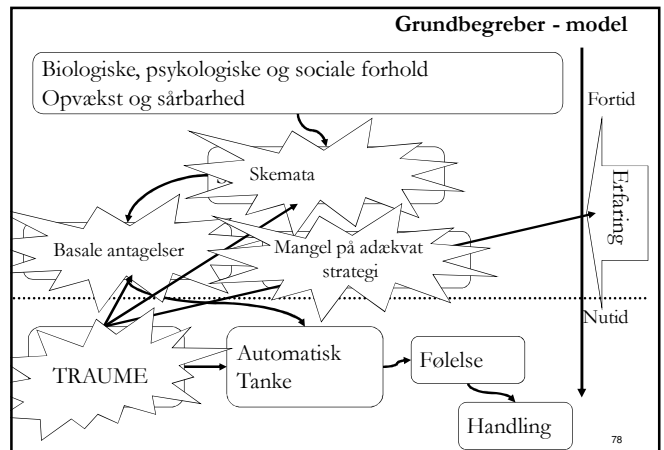 Grundbegreber - model
Biologiske, psykologiske og sociale forhold
Opvækst og sårbarhed
Fortid
Skemata
Erfaring
Basale antagelser
Mangel på adækvat
strategi
Nutid
TRAUME
Automatisk
Tanke
Følelse
Handling
78